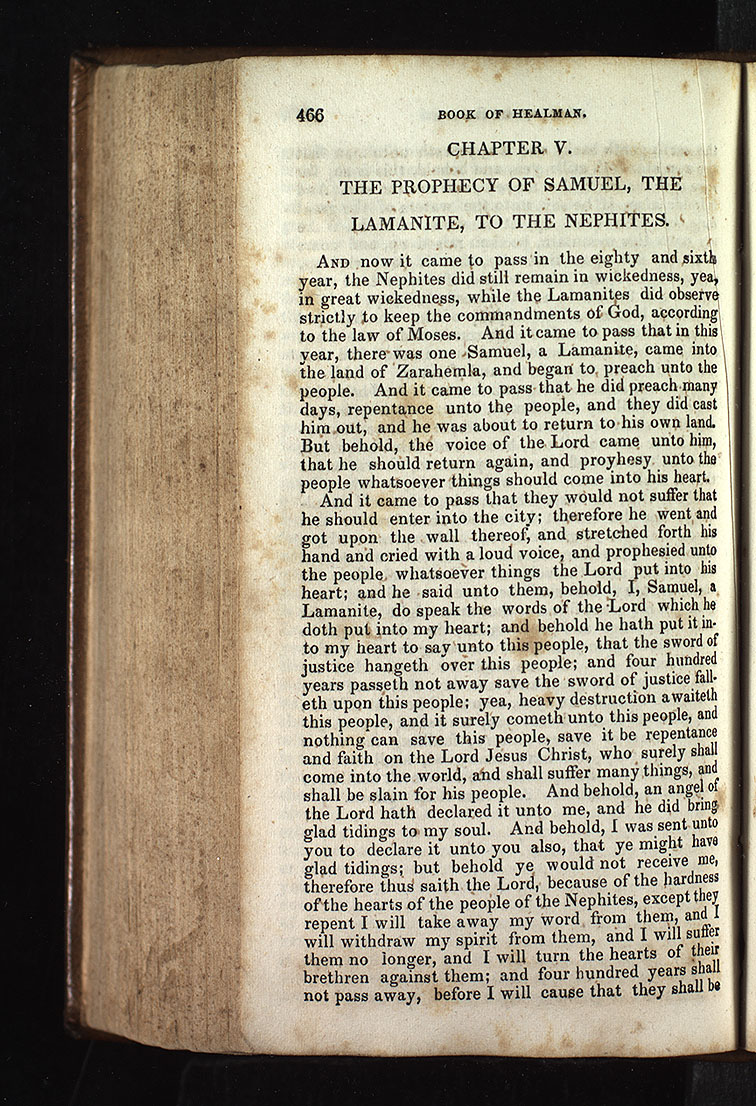 466 BOOK OF HEALMAN.
CHAPTER V.
THE PROPHECY OF SAMUEL, THE
LAMANITE, TO THE NEPHITES.
AND now it came to pass in the eighty and sixth
year, the Nephites did still remain in wickedness, yea,
in great wickedness, while the Lamanites did observe
strictly to keep the commandments of God, according
to the law of Moses. And it came to pass that in this
year, there was one Samuel, a Lamanite, came into
the land of Zarahemla, and began to preach unto the
people. And it came to pass that he did preach many
days, repentance unto the people, and they did cast
him out, and he was about to return to his own land.
But behold, the voice of the Lord came unto him,
that he should return again, and proyhesy unto the
people whatsoever things should come into his heart.
And it came to pass that they would not suffer that
he should enter into the city; therefore he went and
got upon the wall thereof, and stretched forth his
hand and cried with a loud voice, and prophesied unto
the people whatsoever things the Lord put into his
heart; and he said unto them, behold, I, Samuel, a
Lamanite, do speak the words of the Lord which he
doth put into my heart; and behold he hath put it in-
to my heart to say unto this people, that the sword of
justice hangeth over this people; and four hundred
years passeth not away save the sword of justice fall-
eth upon this people; yea, heavy destruction awaiteth
this people, and it surely cometh unto this people, and
nothing can save this people, save it be repentance
and faith on the Lord Jesus Christ, who surely shall
come into the world, and shall suffer many things, and
shall be slain for his people. And behold, an angel of
the Lord hath declared it unto me, and he did bring
glad tidings to my soul. And behold, I was sent unto
you to declare it unto you also, that ye might have
glad tidings; but behold ye would not receive me,
therefore thus saith the Lord, because of the hardness
of the hearts of the people of the Nephites, except they
repent I will take away my word from them, and I
will withdraw my spirit from them, and I will suffer
them no longer, and I will turn the hearts of their
brethren against them; and four hundred years shall
not pass away, before I will cause that they shall be